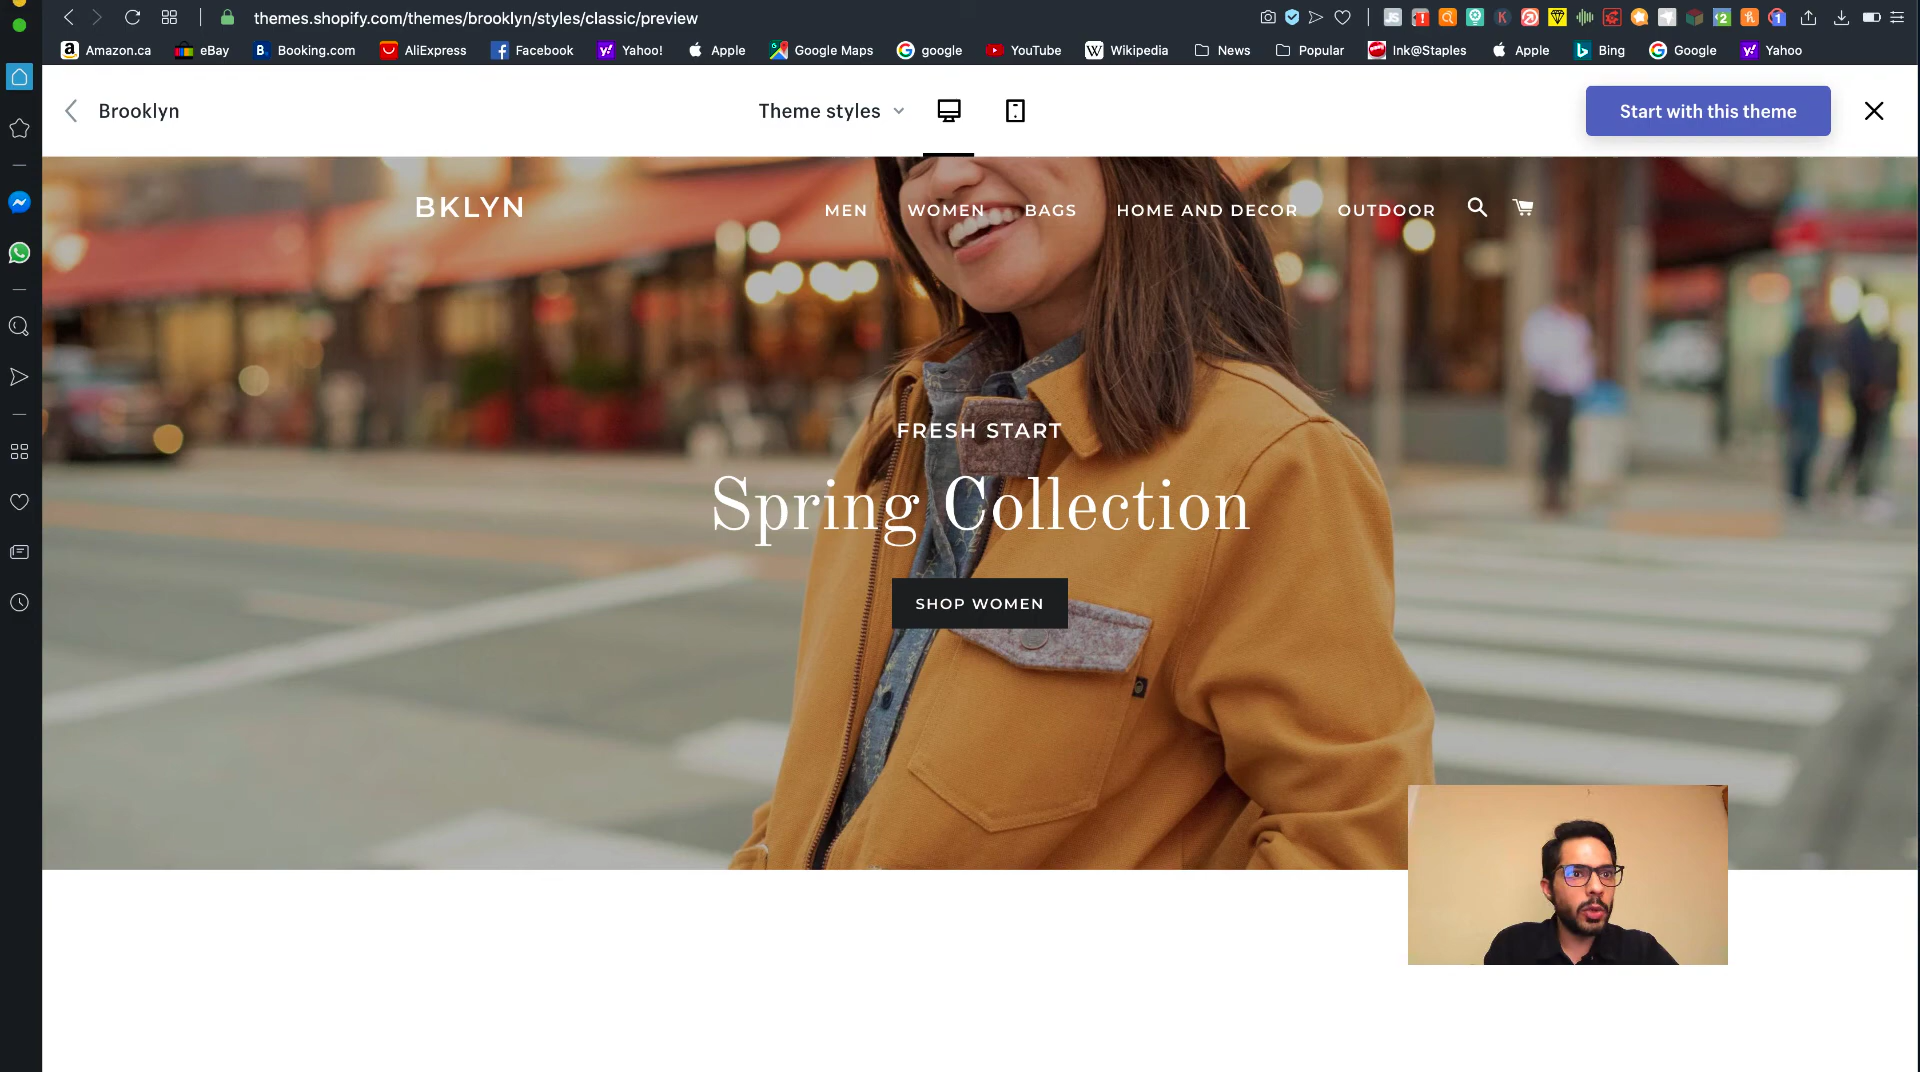 themes.shopify.com/themes/brooklyn/styles/classic/preview
Amazon.ca eBay Booking.com AliExpress Facebook Yahoo! Apple Google Maps google YouTube Wikipedia News Popular Ink@Staples Apple Bing Google Yahoo
Brooklyn Theme styles Start with this theme
BKLYN MEN WOMEN BAGS HOME AND DECOR OUTDOOR
FRESH START
Spring Collection
SHOP WOMEN